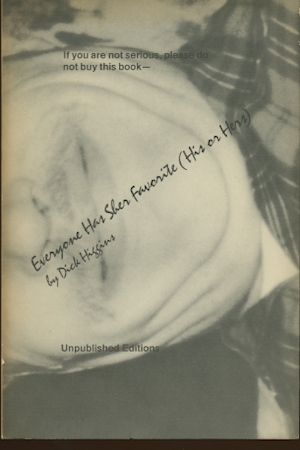 If you are not serious, please do
not buy this book—
Everyone Has Sher Favorite (His or Hers)
by Dick Higgins
Unpublished Editions